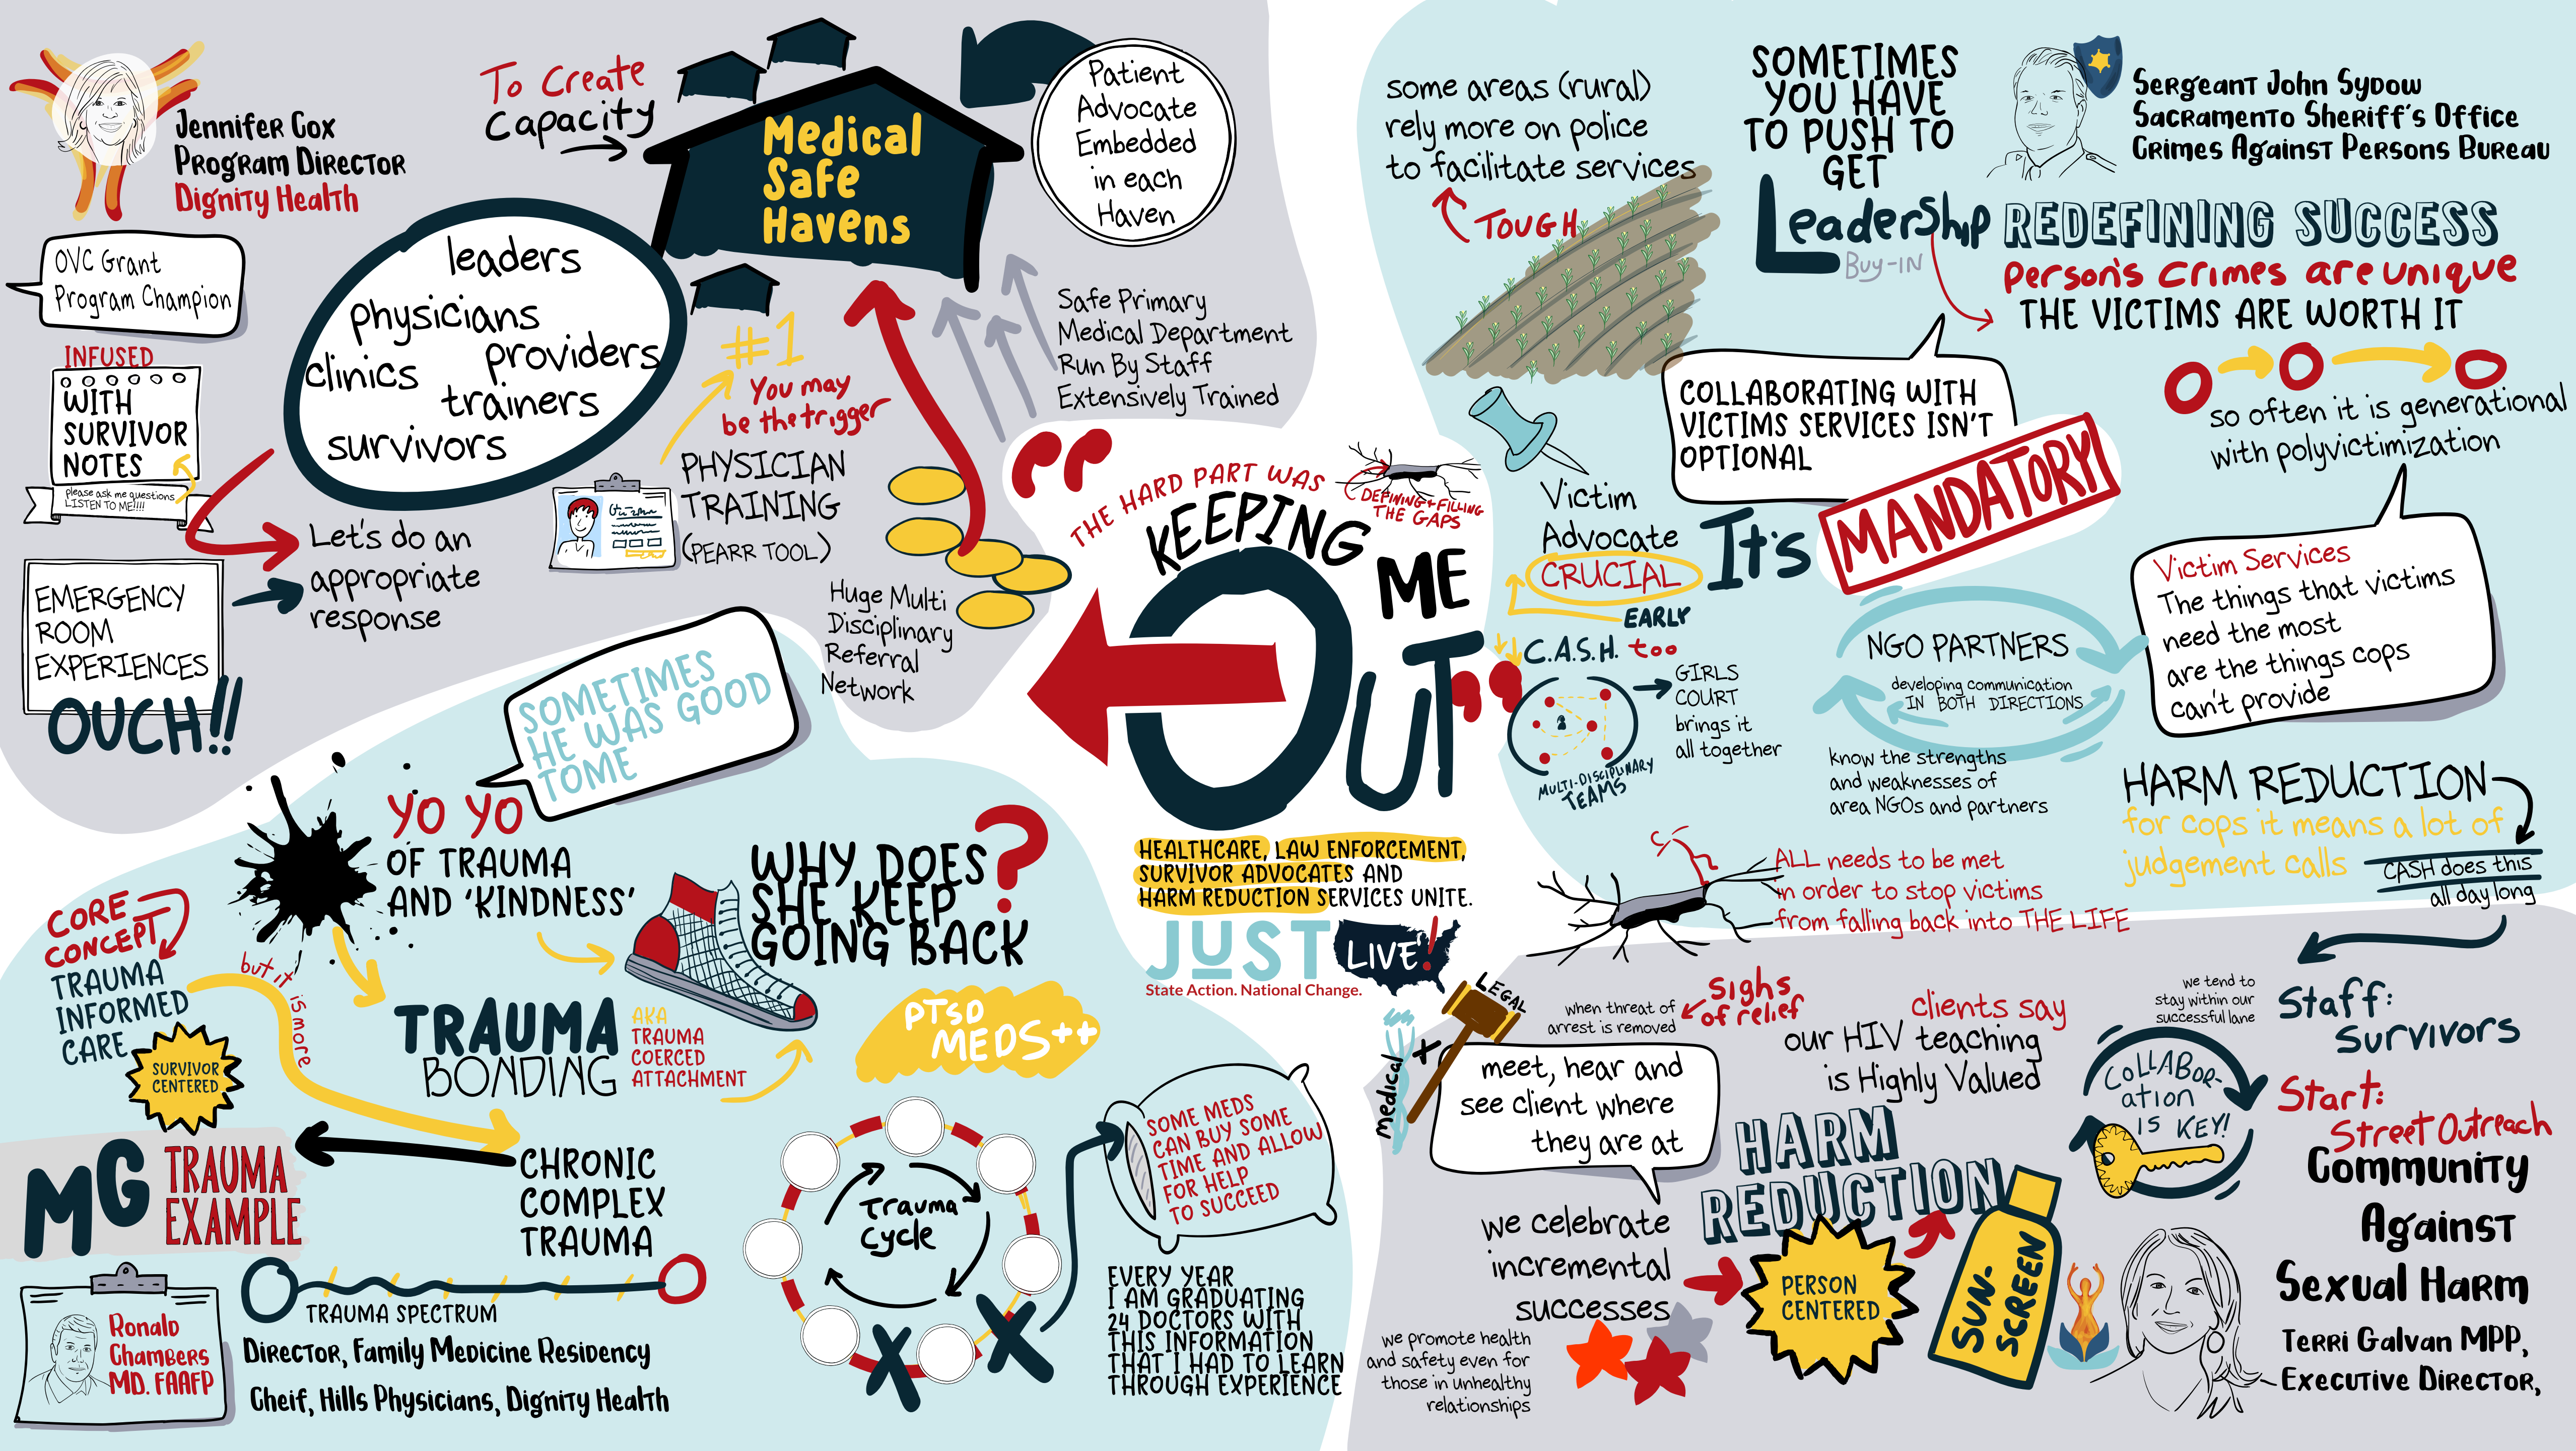 Jennifer Cox
Program Director
Dignity Health
OVC Grant
Program Champion
INFUSED
WITH
SURVIVOR
NOTES
please ask me questions
LISTEN TO ME!!!!
EMERGENCY
ROOM
EXPERIENCES
OUCH!!
Let's do an
appropriate
response
leaders
physicians
clinics
providers
trainers
survivors
To Create
Capacity
Medical
Safe
Havens
Patient
Advocate
Embedded
in each
Haven
Safe Primary
Medical Department
Run By Staff
Extensively Trained
#1
You may
be the trigger
PHYSICIAN
TRAINING
(PEARR TOOL)
Huge Multi
Disciplinary
Referral
Network
“
THE HARD PART WAS
KEEPING
ME
OUT
”
DEFINING + FILLING
THE GAPS
HEALTHCARE, LAW ENFORCEMENT,
SURVIVOR ADVOCATES AND
HARM REDUCTION SERVICES UNITE.
JUST
LIVE!
State Action. National Change.
some areas (rural)
rely more on police
to facilitate services
TOUGH
SOMETIMES
YOU HAVE
TO PUSH TO
GET
Leadership
Buy-IN
Sergeant John Sydow
Sacramento Sheriff's Office
Crimes Against Persons Bureau
REDEFINING SUCCESS
Person's Crimes are unique
THE VICTIMS ARE WORTH IT
so often it is generational
with polyvictimization
COLLABORATING WITH
VICTIMS SERVICES ISN'T
OPTIONAL
It's
MANDATORY
Victim
Advocate
CRUCIAL
EARLY
C.A.S.H. too
GIRLS
COURT
brings it
all together
MULTI-DISCIPLINARY
TEAMS
NGO PARTNERS
developing communication
IN BOTH DIRECTIONS
know the strengths
and weaknesses of
area NGOs and partners
Victim Services
The things that victims
need the most
are the things cops
can't provide
HARM REDUCTION
for cops it means a lot of
judgement calls
CASH does this
all day long
ALL needs to be met
in order to stop victims
from falling back into THE LIFE
SOMETIMES
HE WAS GOOD
TOME
YO YO
OF TRAUMA
AND 'KINDNESS'
WHY DOES
SHE KEEP
GOING BACK
?
CORE
CONCEPT
TRAUMA
INFORMED
CARE
SURVIVOR
CENTERED
but it is more
TRAUMA
BONDING
AKA
TRAUMA
COERCED
ATTACHMENT
PTSD
MEDS++
MG
TRAUMA
EXAMPLE
CHRONIC
COMPLEX
TRAUMA
TRAUMA SPECTRUM
Ronald
Chambers
MD. FAAFP
Director, Family Medicine Residency
Cheif, Hills Physicians, Dignity Health
Trauma
Cycle
SOME MEDS
CAN BUY SOME
TIME AND ALLOW
FOR HELP
TO SUCCEED
EVERY YEAR
I AM GRADUATING
24 DOCTORS WITH
THIS INFORMATION
THAT I HAD TO LEARN
THROUGH EXPERIENCE
LEGAL
+
medical
when threat of
arrest is removed
Sighs
of relief
meet, hear and
see client where
they are at
clients say
our HIV teaching
is Highly Valued
HARM
REDUCTION
we celebrate
incremental
successes
we promote health
and safety even for
those in unhealthy
relationships
PERSON
CENTERED
SUN-
SCREEN
we tend to
stay within our
successful lane
COLLABOR-
ation
IS KEY!
Staff:
Survivors
Start:
Street Outreach
Community
Against
Sexual Harm
Terri Galvan MPP,
Executive Director,